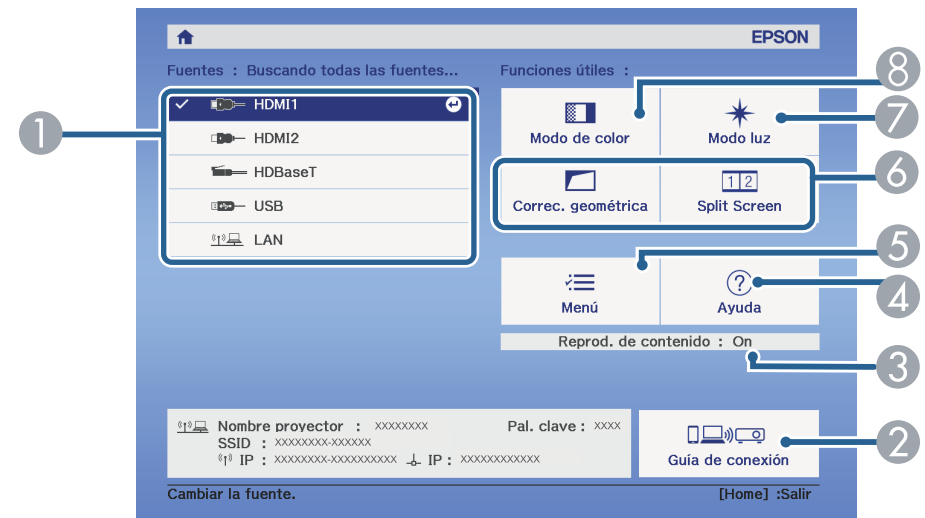 EPSON
Fuentes : Buscando todas las fuentes...
HDMI1
HDMI2
HDBaseT
USB
LAN
Funciones útiles :
Modo de color
Modo luz
Correc. geométrica
1 2
Split Screen
Menú
?
Ayuda
Reprod. de contenido : On
Nombre proyector : xxxxxxxx
Pal. clave : xxxx
SSID : xxxxxxxx-xxxxxx
IP : xxxxxxxx-xxxxxxxxxx IP : xxxxxxxxxxxx
Guía de conexión
Cambiar la fuente.
[Home] :Salir
1
8
7
6
5
4
3
2